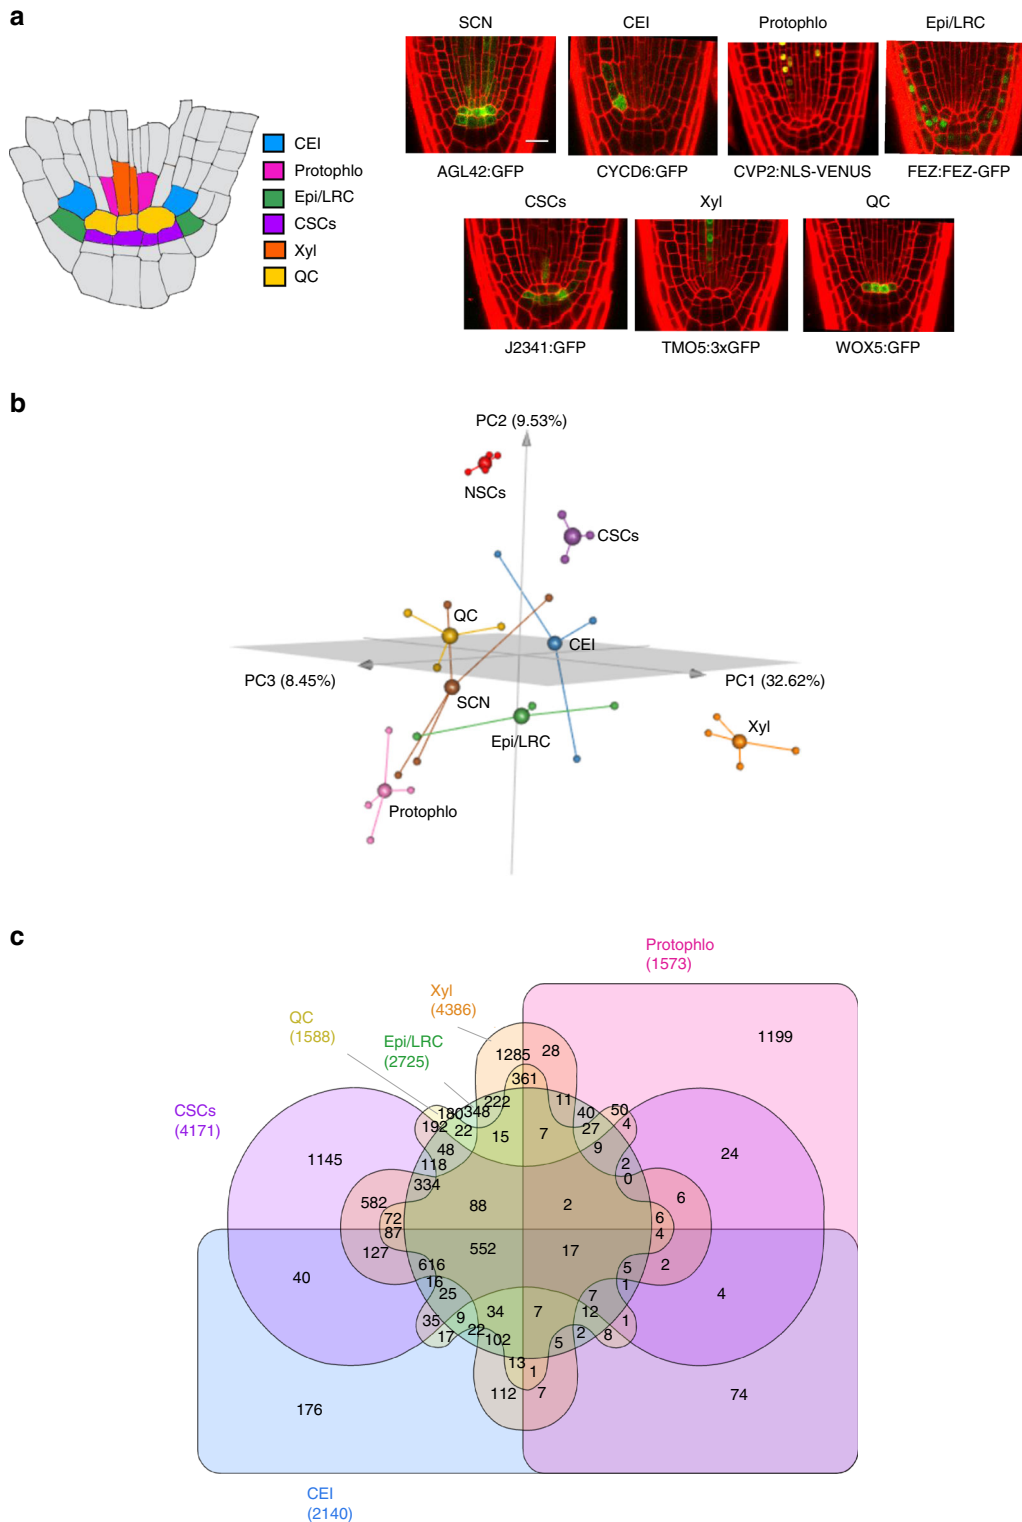 a
SCN
CEI
Protophlo
Epi/LRC
CEI
Protophlo
Epi/LRC
CSCs
Xyl
QC
AGL42:GFP
CYCD6:GFP
CVP2:NLS-VENUS
FEZ:FEZ-GFP
CSCs
Xyl
QC
J2341:GFP
TMO5:3xGFP
WOX5:GFP
b
PC2 (9.53%)
NSCs
CSCs
QC
CEI
PC3 (8.45%)
PC1 (32.62%)
SCN
Epi/LRC
Xyl
Protophlo
c
Protophlo
(1573)
Xyl
(4386)
QC
(1588)
Epi/LRC
(2725)
CSCs
(4171)
1199
1285
28
361
222
11
180
348
40
50
192
22
27
4
15
7
48
9
118
2
1145
24
334
0
582
88
2
6
72
6
87
4
127
552
17
2
616
5
40
16
1
4
25
7
34
7
12
35
9
1
17
22
2
8
102
5
13
1
112
7
74
176
CEI
(2140)